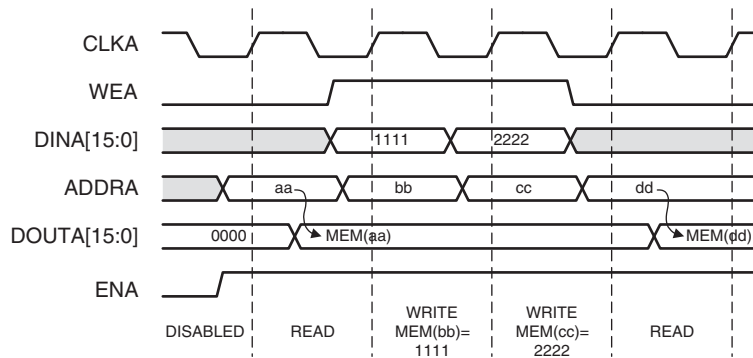 CLKA
WEA
DINA[15:0] 1111 2222
ADDRA aa bb cc dd
DOUTA[15:0] 0000 MEM(aa) MEM(dd)
ENA
DISABLED READ WRITE MEM(bb)= 1111 WRITE MEM(cc)= 2222 READ